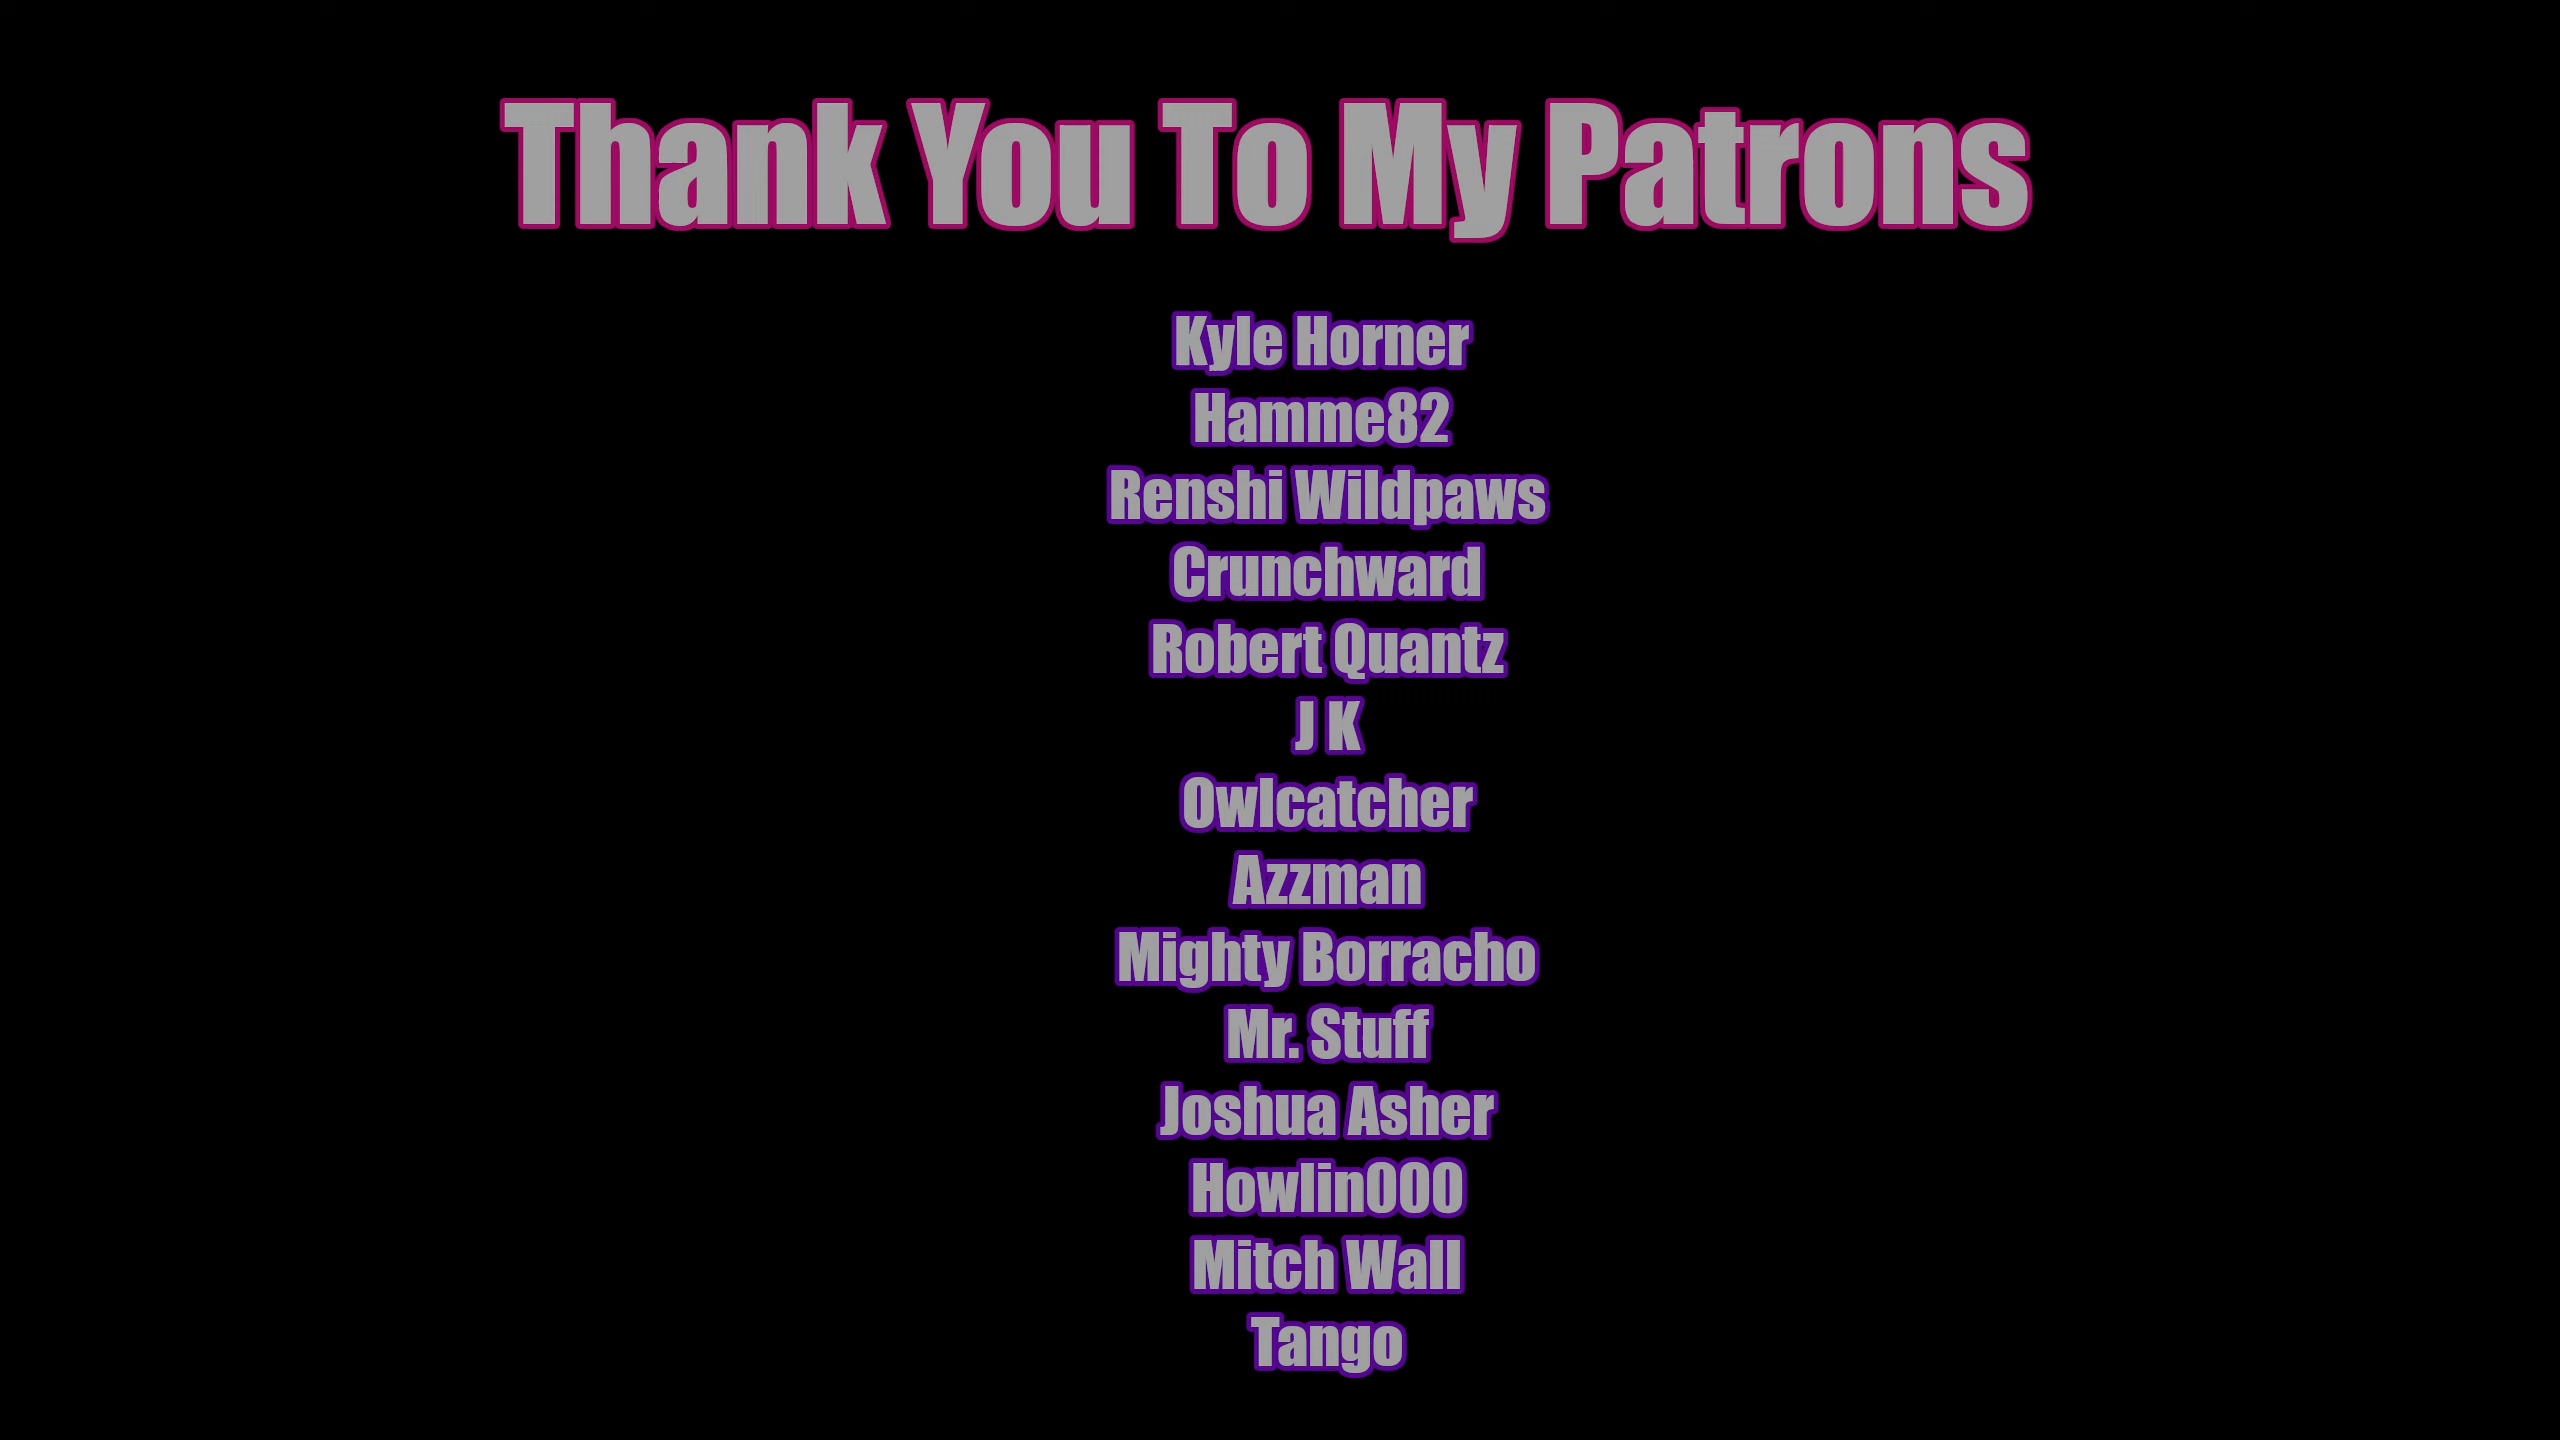 Thank You To My Patrons
Kyle Horner
Hamme82
Renshi Wildpaws
Crunchward
Robert Quantz
J K
Owlcatcher
Azzman
Mighty Borracho
Mr. Stuff
Joshua Asher
Howlin000
Mitch Wall
Tango